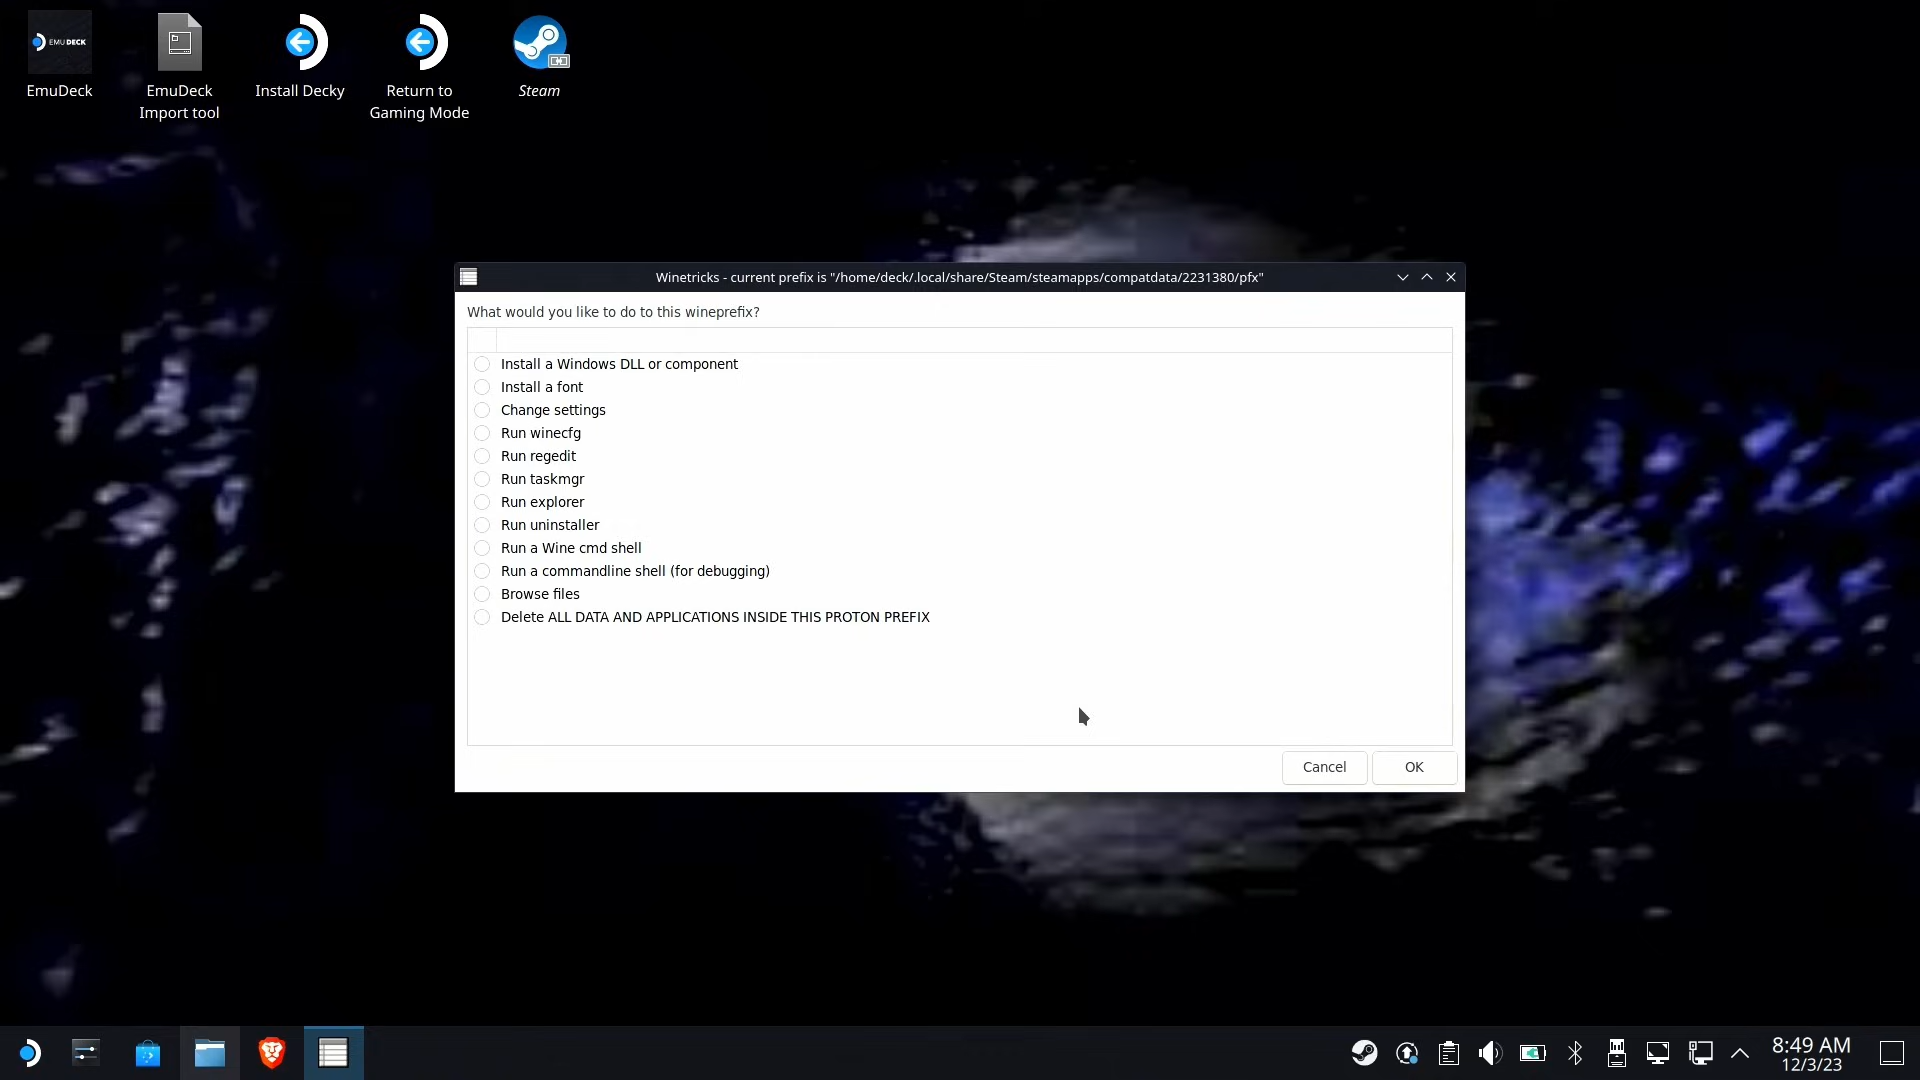 EMUDECK
EmuDeck
EmuDeck
Import tool
Install Decky
Return to
Gaming Mode
Steam
Winetricks - current prefix is "/home/deck/.local/share/Steam/steamapps/compatdata/2231380/pfx"
What would you like to do to this wineprefix?
Install a Windows DLL or component
Install a font
Change settings
Run winecfg
Run regedit
Run taskmgr
Run explorer
Run uninstaller
Run a Wine cmd shell
Run a commandline shell (for debugging)
Browse files
Delete ALL DATA AND APPLICATIONS INSIDE THIS PROTON PREFIX
Cancel
OK
8:49 AM
12/3/23